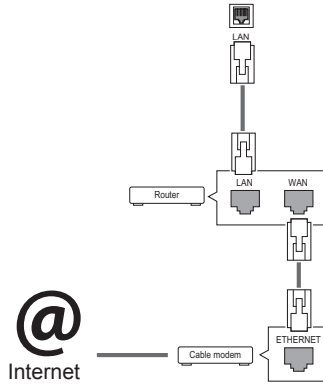 LAN
LAN
WAN
Router
ETHERNET
Cable modem
@
Internet